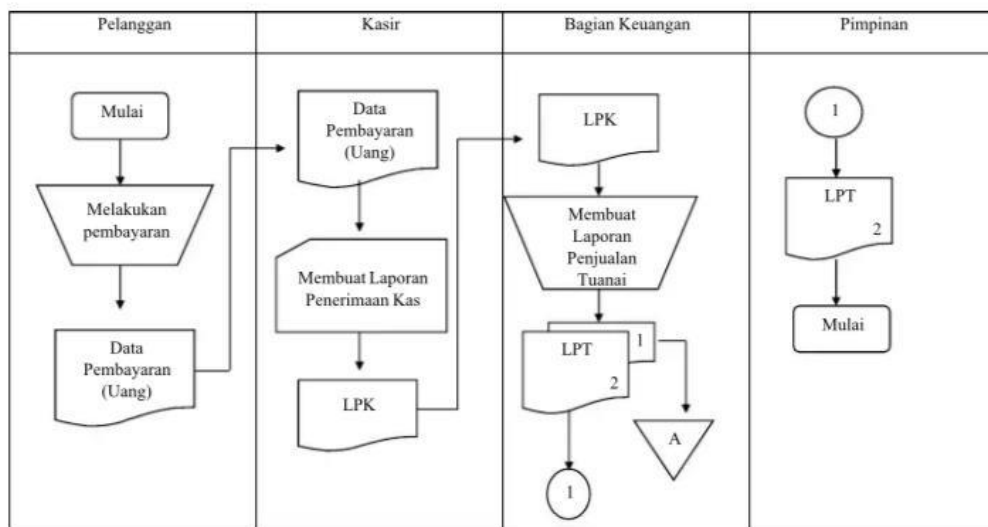 Pelanggan
Kasir
Bagian Keuangan
Pimpinan
Mulai
Melakukan
pembayaran
Data
Pembayaran
(Uang)
Data
Pembayaran
(Uang)
Membuat Laporan
Penerimaan Kas
LPK
LPK
Membuat
Laporan
Penjualan
Tuanai
1
LPT
2
A
1
1
LPT
2
Mulai